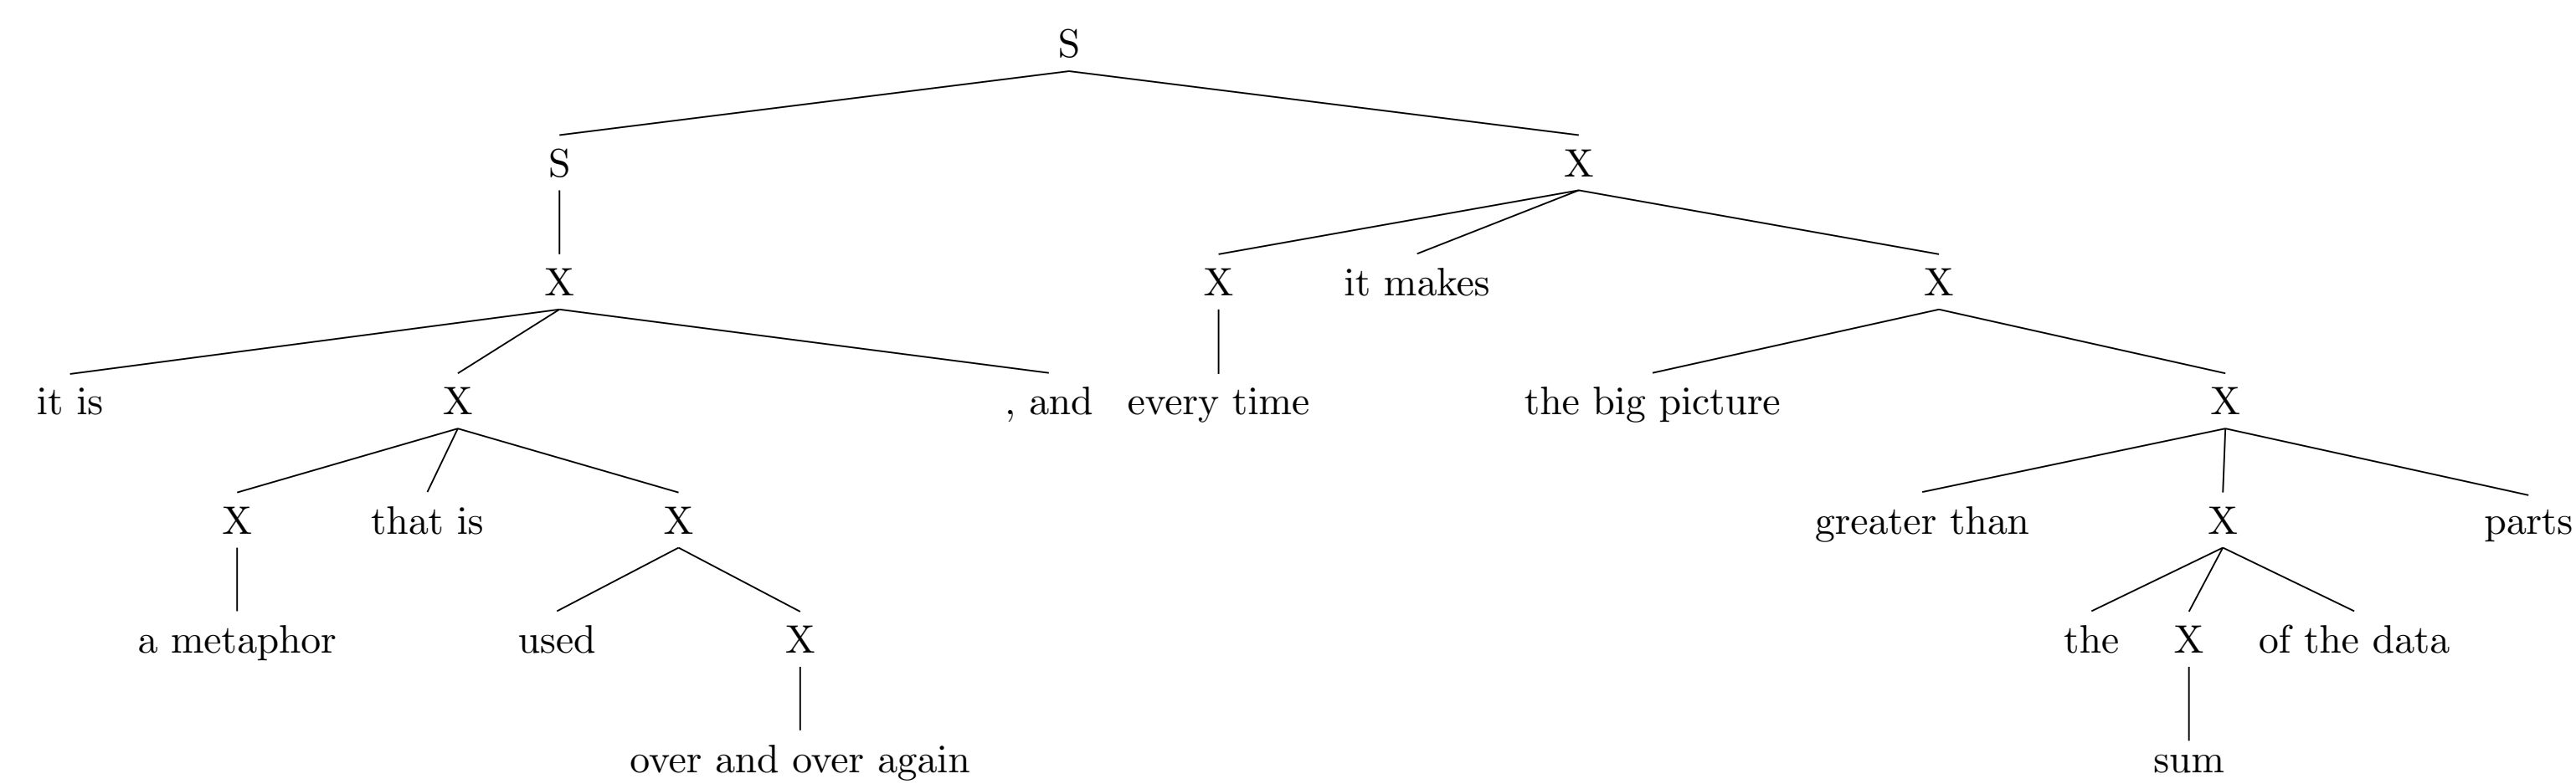 S
S X
X X it makes X
it is X , and every time the big picture X
X that is X greater than X parts
a metaphor used X the X of the data
over and over again sum